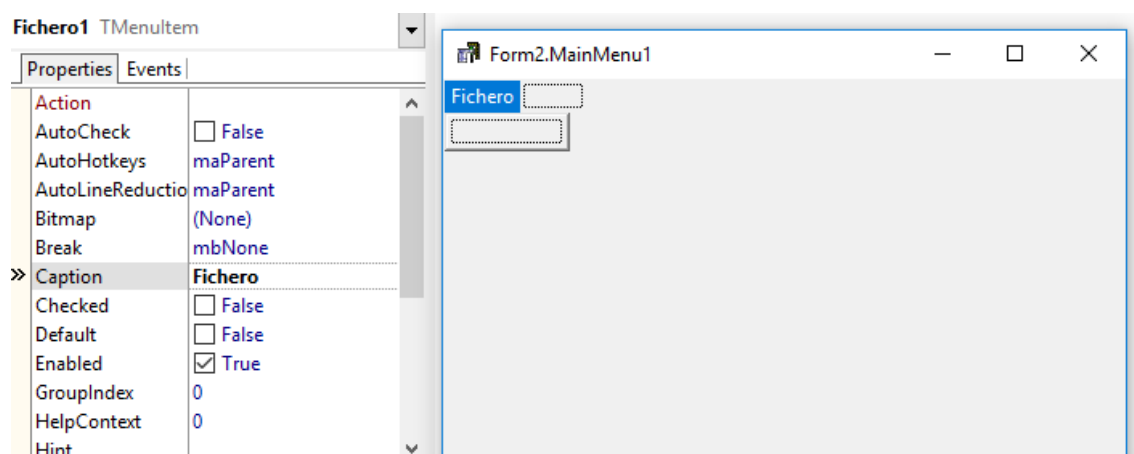 Fichero1 TMenuItem
Properties Events
Action
AutoCheck False
AutoHotkeys maParent
AutoLineReductio maParent
Bitmap (None)
Break mbNone
» Caption Fichero
Checked False
Default False
Enabled True
GroupIndex 0
HelpContext 0
Hint
Form2.MainMenu1
Fichero